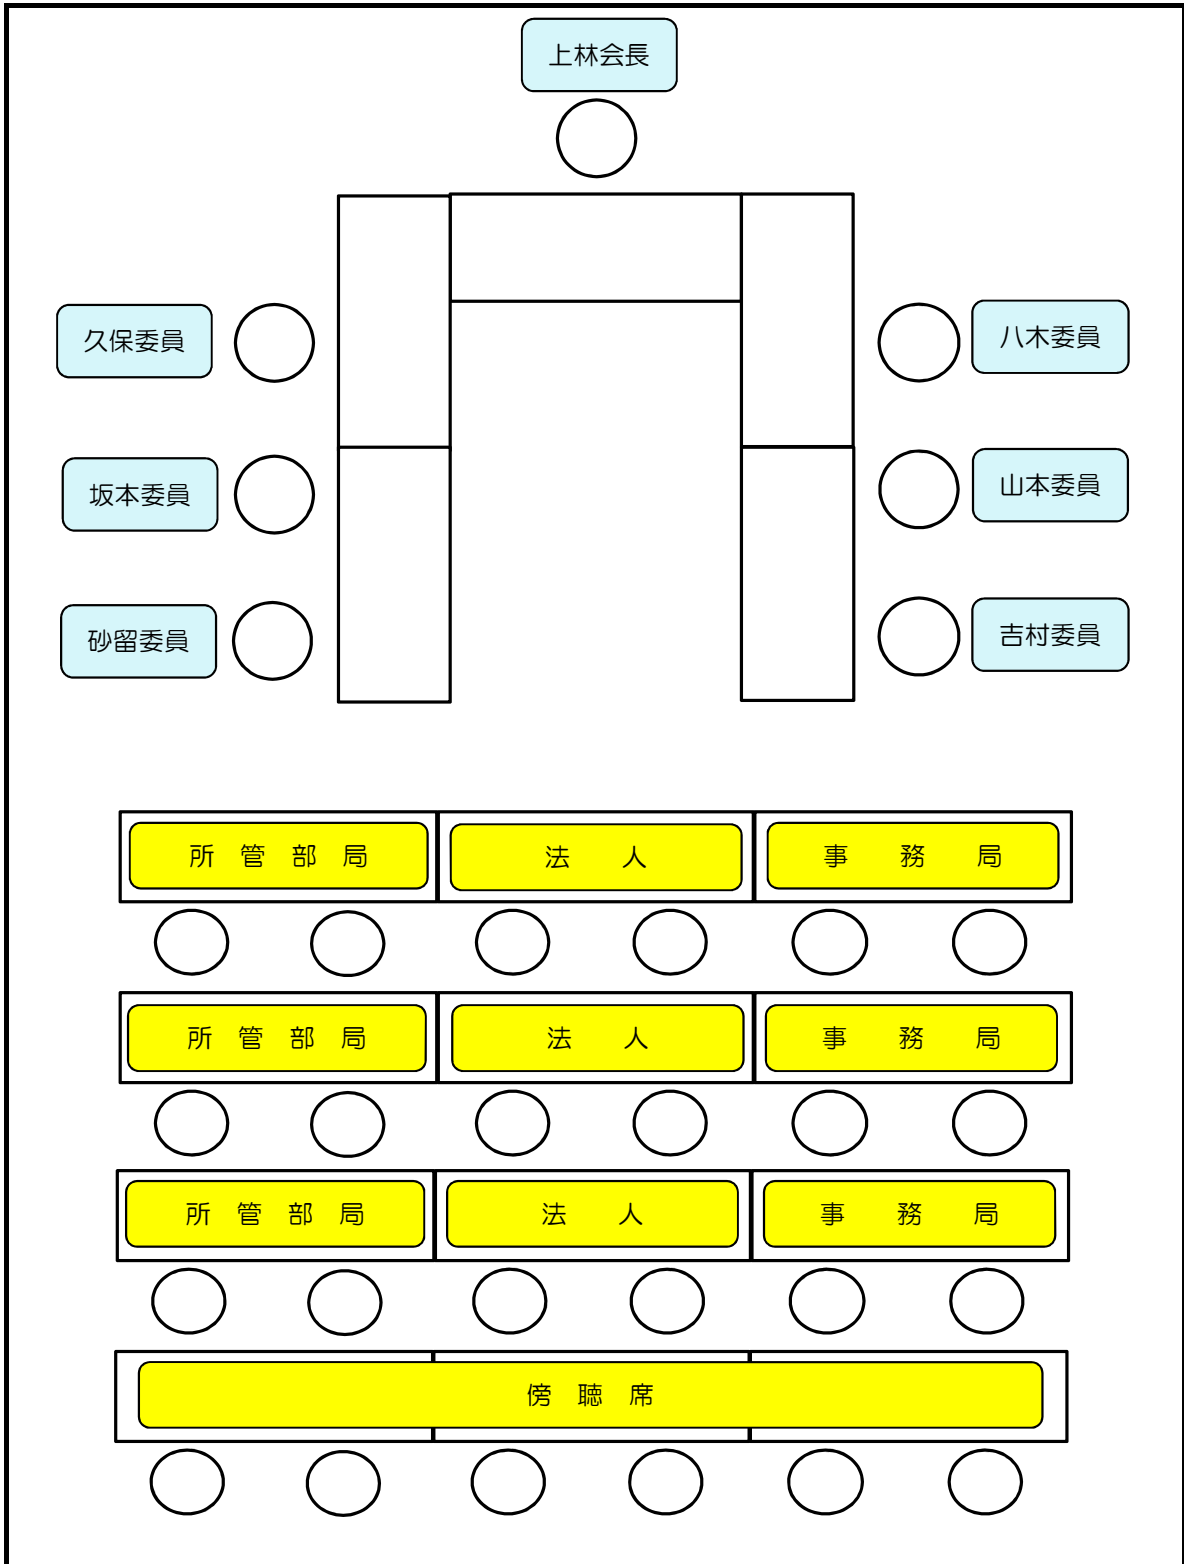 上林会長
久保委員
八木委員
坂本委員
山本委員
砂留委員
吉村委員
所　管　部　局
法　　人
事　　務　　局
所　管　部　局
法　　人
事　　務　　局
所　管　部　局
法　　人
事　　務　　局
傍　聴　席